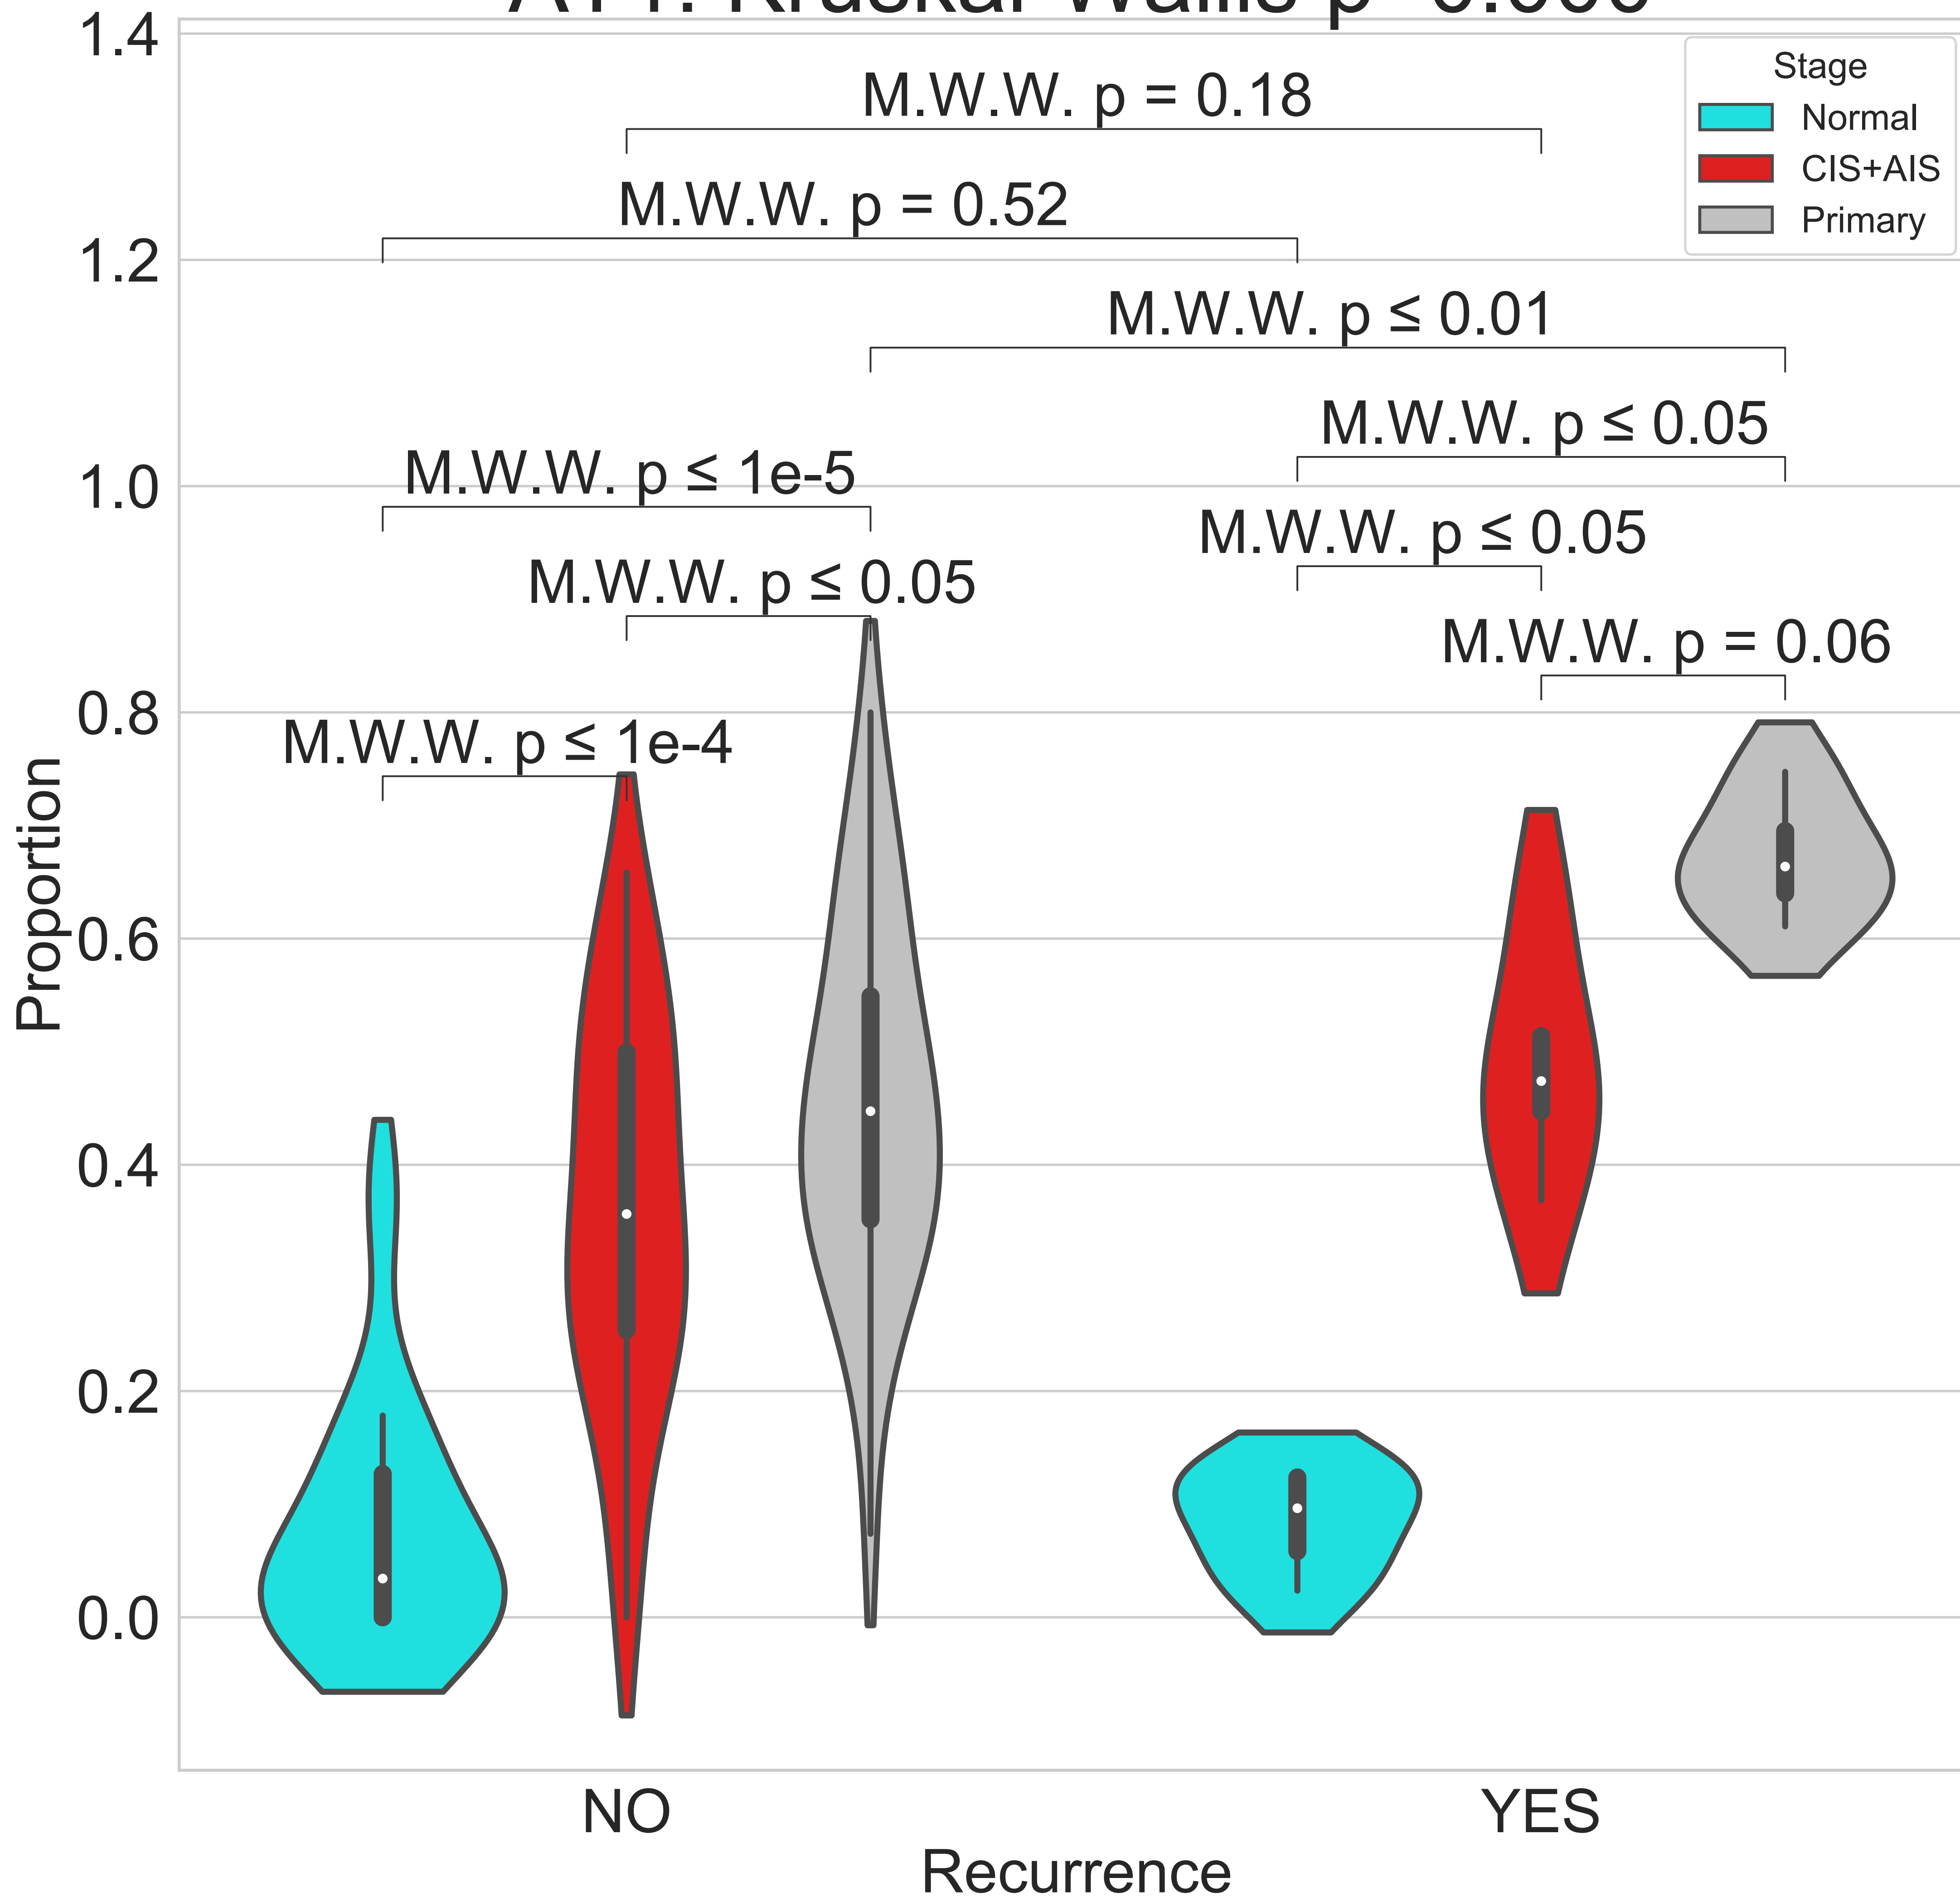 Stage
Normal
CIS+AIS
Primary
M.W.W. p = 0.18
M.W.W. p = 0.52
M.W.W. p ≤ 0.01
M.W.W. p ≤ 0.05
M.W.W. p ≤ 1e-5
M.W.W. p ≤ 0.05
M.W.W. p ≤ 0.05
M.W.W. p = 0.06
M.W.W. p ≤ 1e-4
1.4
1.2
1.0
0.8
0.6
0.4
0.2
0.0
Proportion
NO
YES
Recurrence